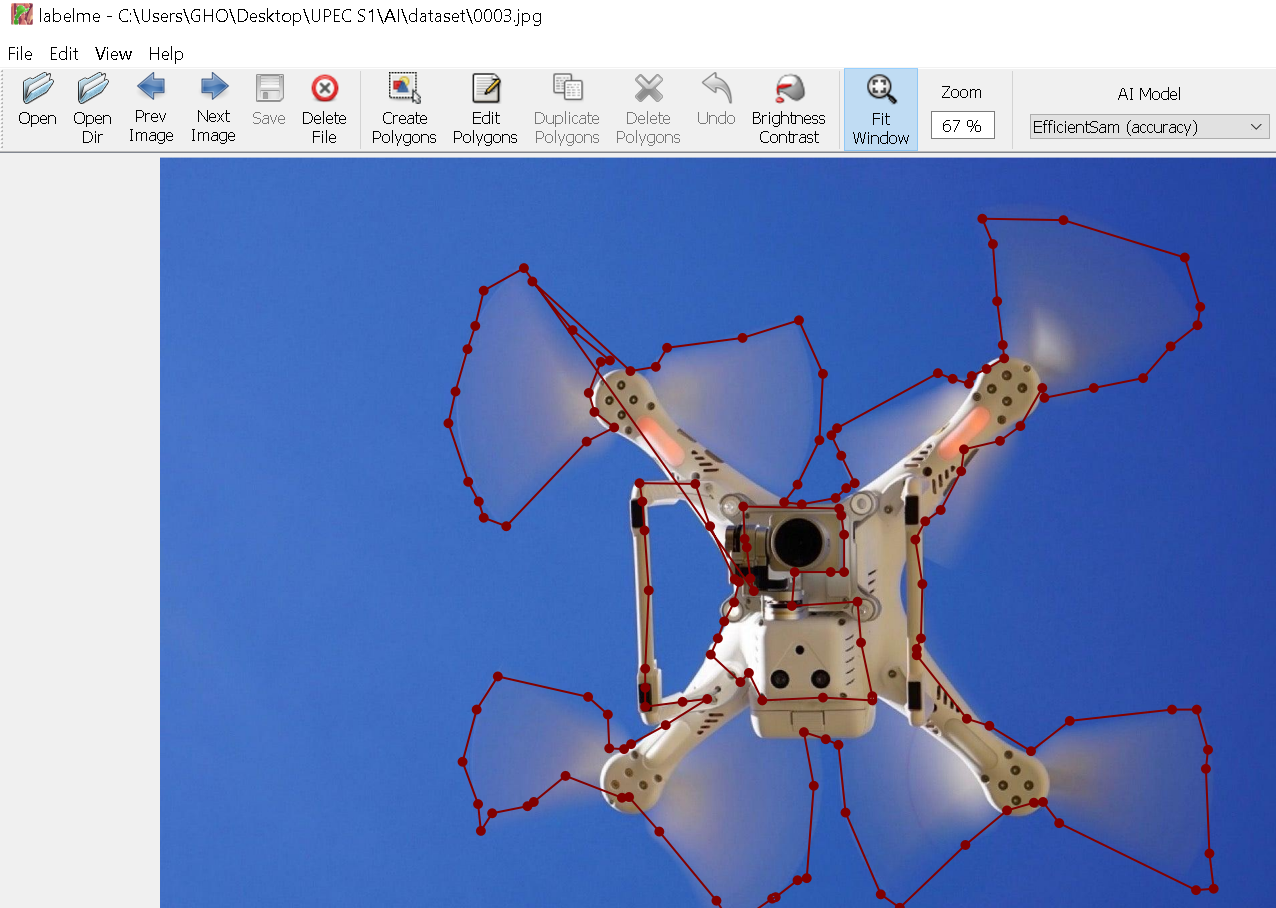 labelme - C:\Users\GHO\Desktop\UPEC S1\AI\dataset\0003.jpg
File Edit View Help
Open
Open Dir
Prev Image
Next Image
Save
Delete File
Create Polygons
Edit Polygons
Duplicate Polygons
Delete Polygons
Undo
Brightness Contrast
Fit Window
Zoom
67 %
AI Model
EfficientSam (accuracy)